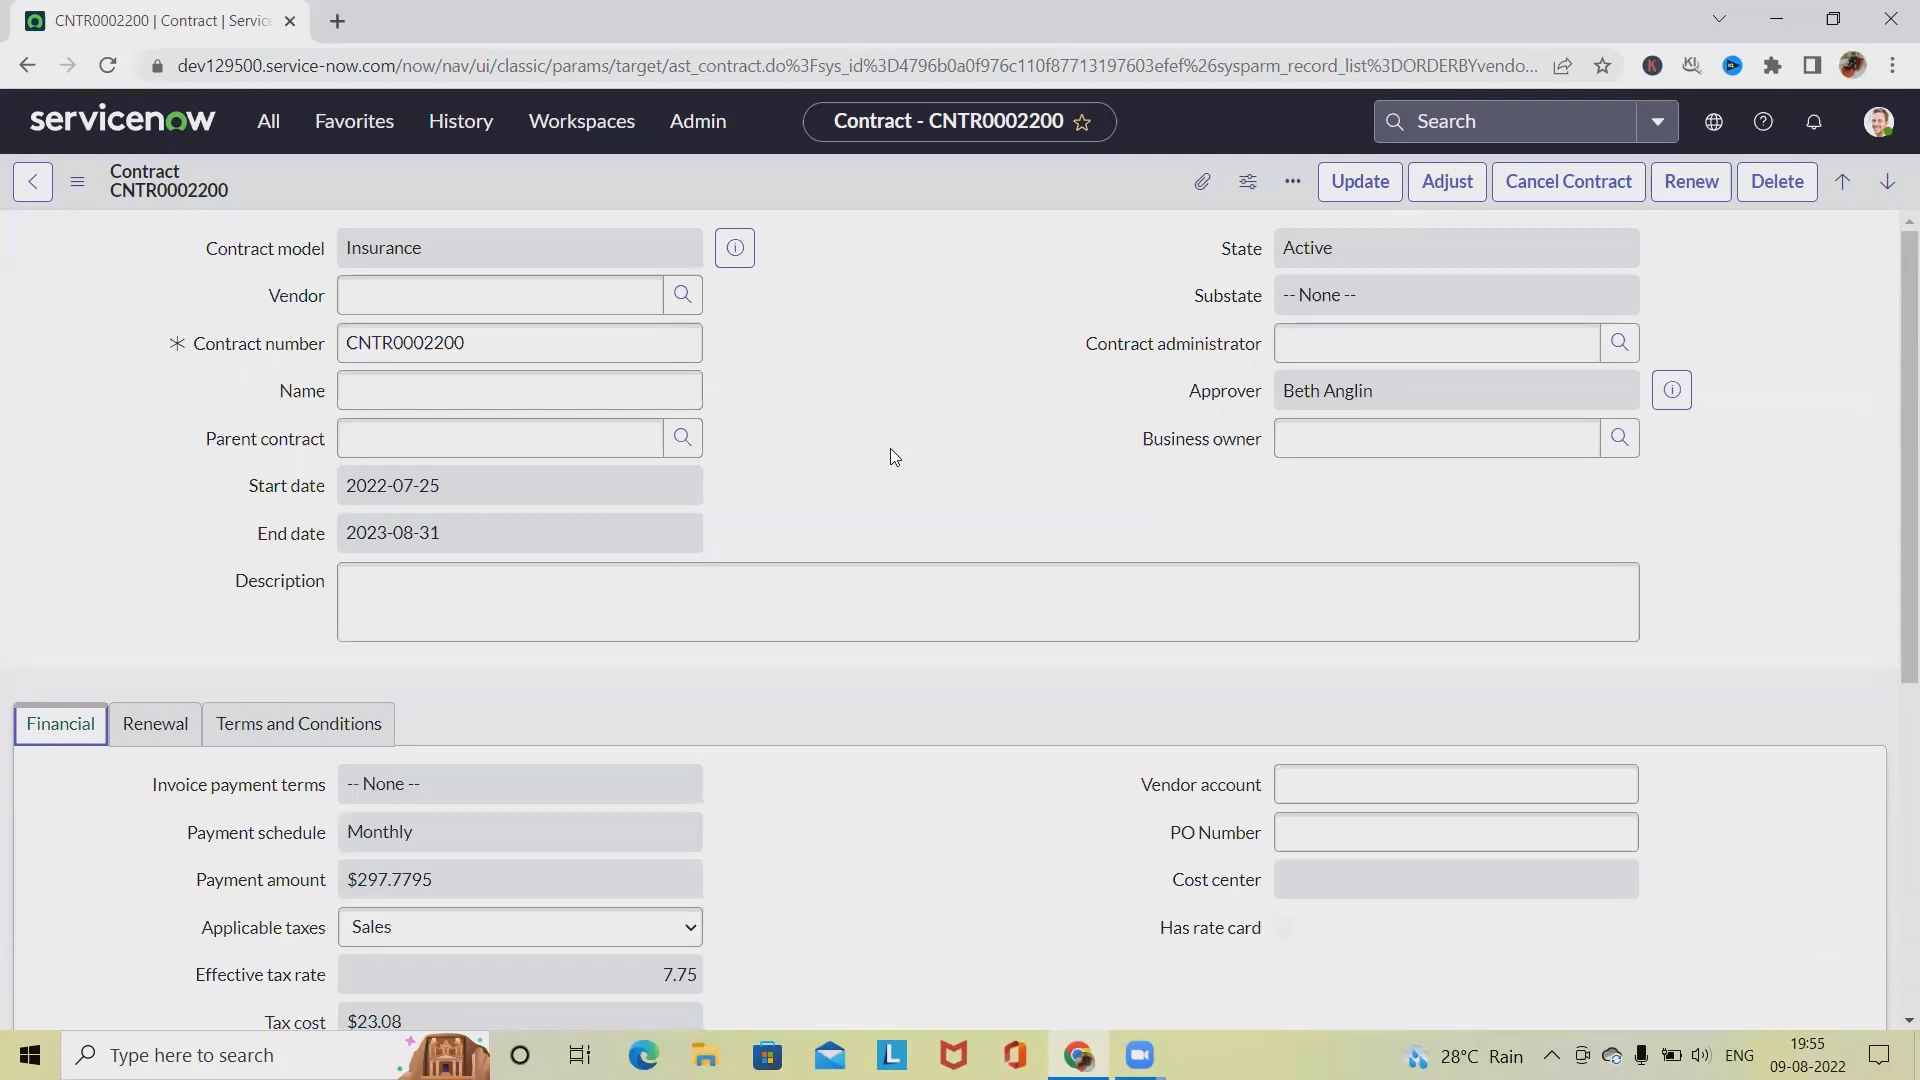 CNTR0002200 | Contract | Service
dev129500.service-now.com/now/nav/ui/classic/params/target/ast_contract.do%3Fsys_id%3D4796b0a0f976c110f87713197603efef%26sysparm_record_list%3DORDERBYvendo...
servicenow All Favorites History Workspaces Admin Contract - CNTR0002200 Search
Contract
CNTR0002200
Update Adjust Cancel Contract Renew Delete
Contract model Insurance State Active
Vendor Substate -- None --
Contract number CNTR0002200 Contract administrator
Name Approver Beth Anglin
Parent contract Business owner
Start date 2022-07-25
End date 2023-08-31
Description
Financial Renewal Terms and Conditions
Invoice payment terms -- None -- Vendor account
Payment schedule Monthly PO Number
Payment amount $297.7795 Cost center
Applicable taxes Sales Has rate card
Effective tax rate 7.75
Tax cost $23.08
Type here to search 28°C Rain ENG 19:55
09-08-2022